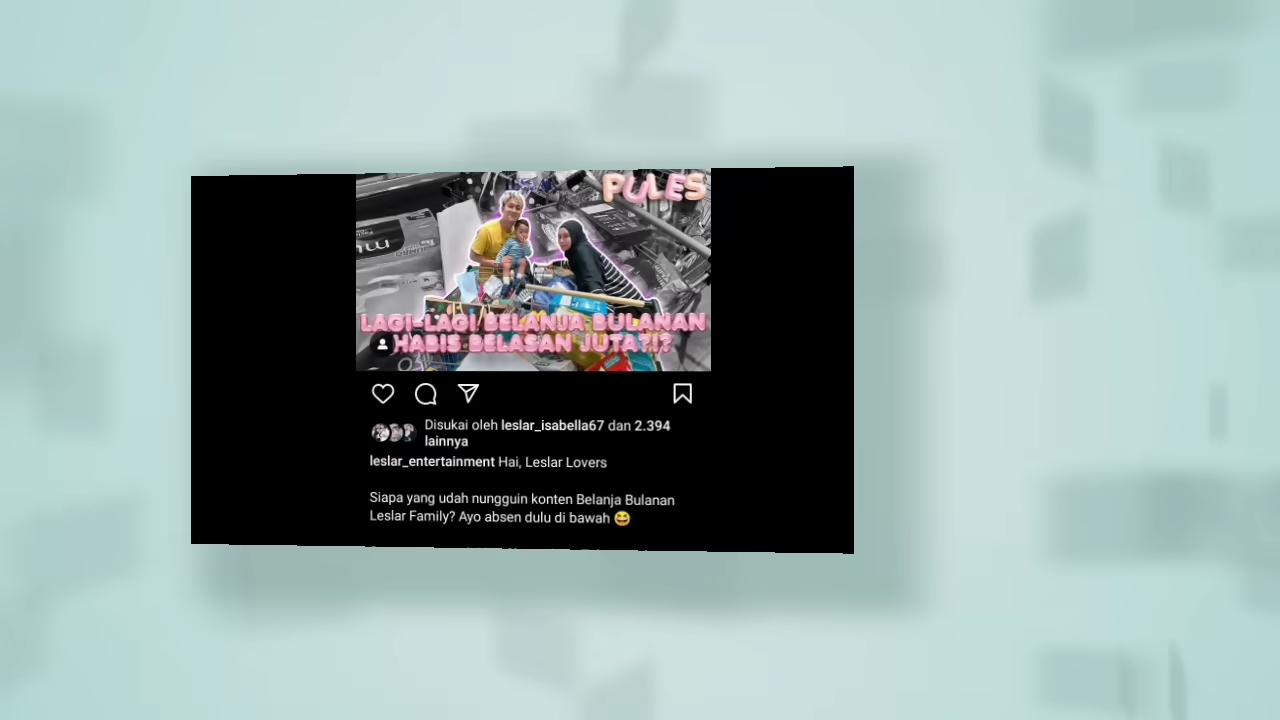 PULES
LAGI-LAGI BELANJA BULANAN
HABIS BELASAN JUTA?!?
Disukai oleh leslar_isabella67 dan 2.394
lainnya
leslar_entertainment Hai, Leslar Lovers
Siapa yang udah nungguin konten Belanja Bulanan
Leslar Family? Ayo absen dulu di bawah 😆